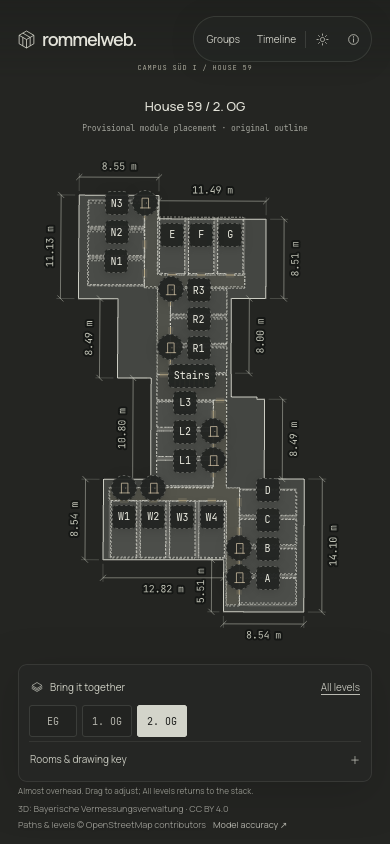 rommelweb.
Groups Timeline
CAMPUS SÜD I / HOUSE 59
House 59 / 2. OG
Provisional module placement · original outline
8.55 m
11.49 m
11.13 m
8.51 m
N3
N2
N1
E F G
R3
R2
R1
8.49 m
8.00 m
Stairs
L3
L2
L1
10.80 m
8.49 m
D
C
B
A
W1 W2 W3 W4
8.54 m
14.10 m
12.82 m
5.51 m
8.54 m
Bring it together All levels
EG 1. OG 2. OG
Rooms & drawing key +
Almost overhead. Drag to adjust; All levels returns to the stack.
3D: Bayerische Vermessungsverwaltung · CC BY 4.0
Paths & levels © OpenStreetMap contributors Model accuracy ↗